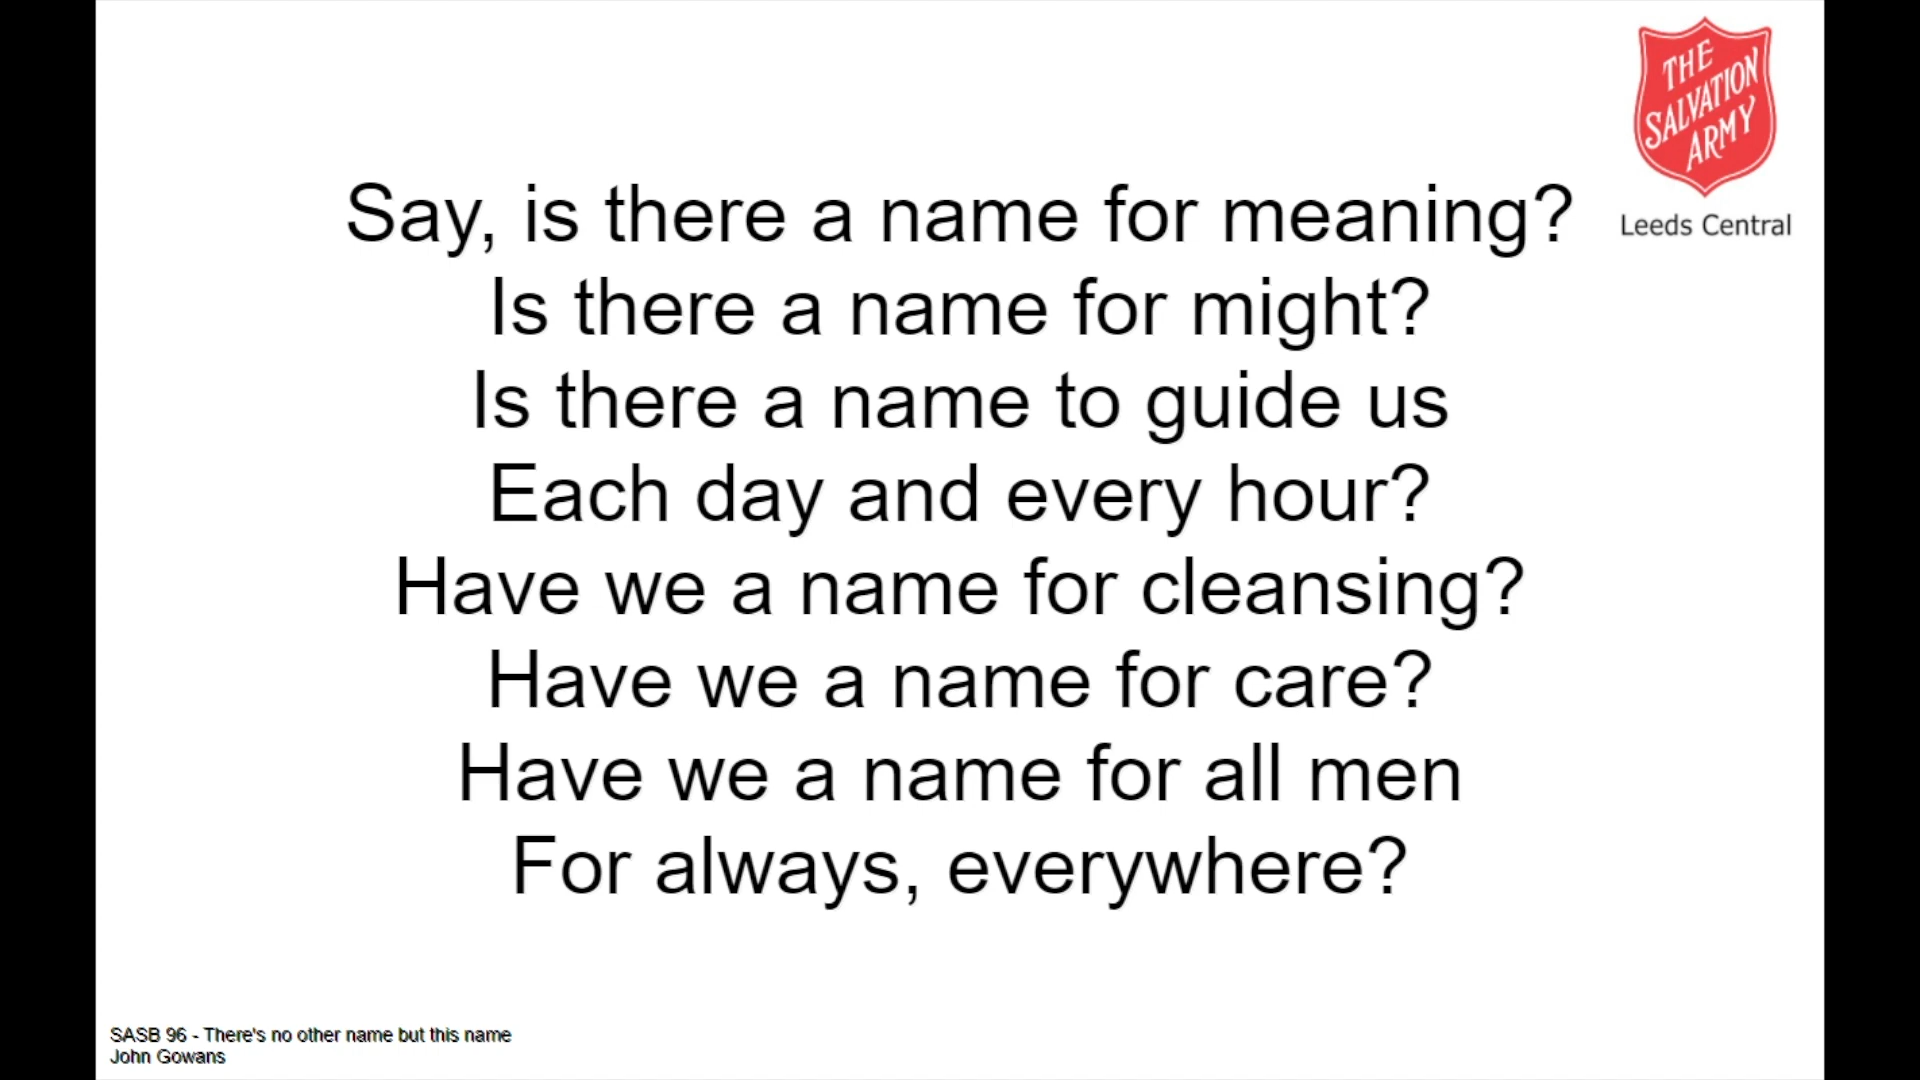 THE
SALVATION
ARMY
Leeds Central
Say, is there a name for meaning?
Is there a name for might?
Is there a name to guide us
Each day and every hour?
Have we a name for cleansing?
Have we a name for care?
Have we a name for all men
For always, everywhere?
SASB 96 - There's no other name but this name
John Gowans